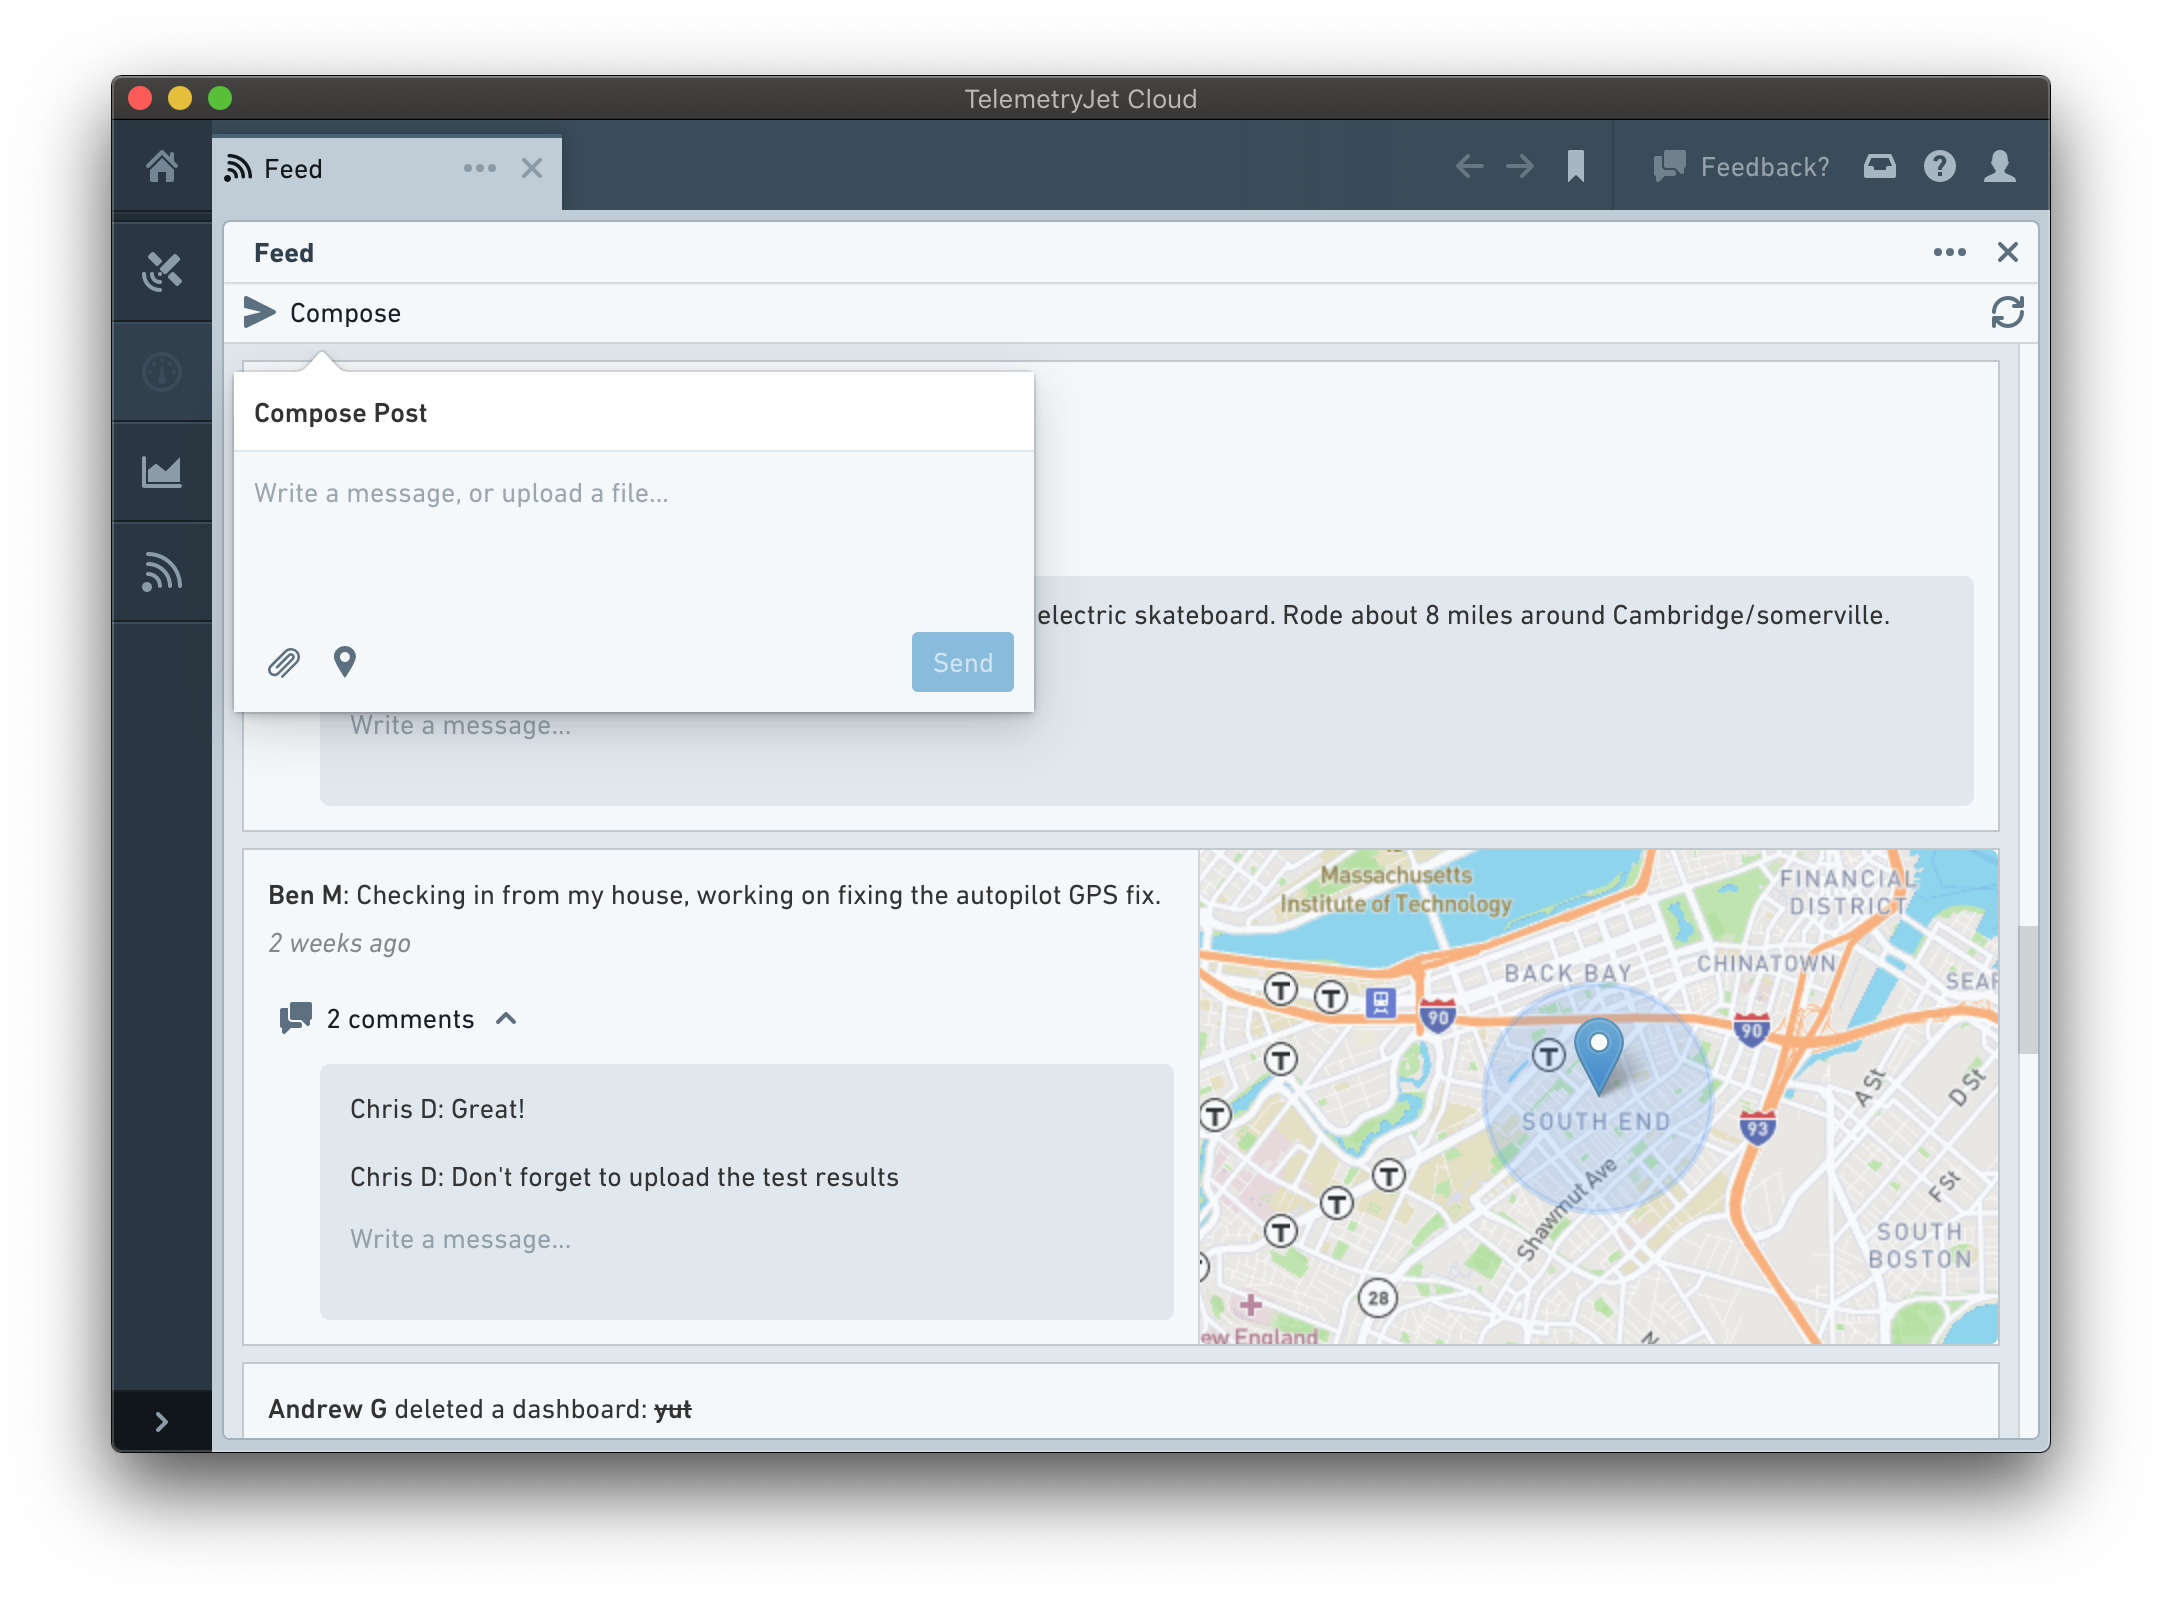 TelemetryJet Cloud
Feed
Feedback?
Feed
Compose
Compose Post
Write a message, or upload a file...
Send
electric skateboard. Rode about 8 miles around Cambridge/somerville.
Write a message...
Ben M: Checking in from my house, working on fixing the autopilot GPS fix.
2 weeks ago
2 comments
Chris D: Great!
Chris D: Don't forget to upload the test results
Write a message...
Massachusetts
Institute of Technology
FINANCIAL
DISTRICT
BACK BAY
CHINATOWN
SEAF
T
T
90
90
T
T
T
SOUTH END
93
A St
D St
T
T
T
Shawmut Ave
F St
SOUTH
BOSTON
28
ew England
N
Andrew G deleted a dashboard: yut